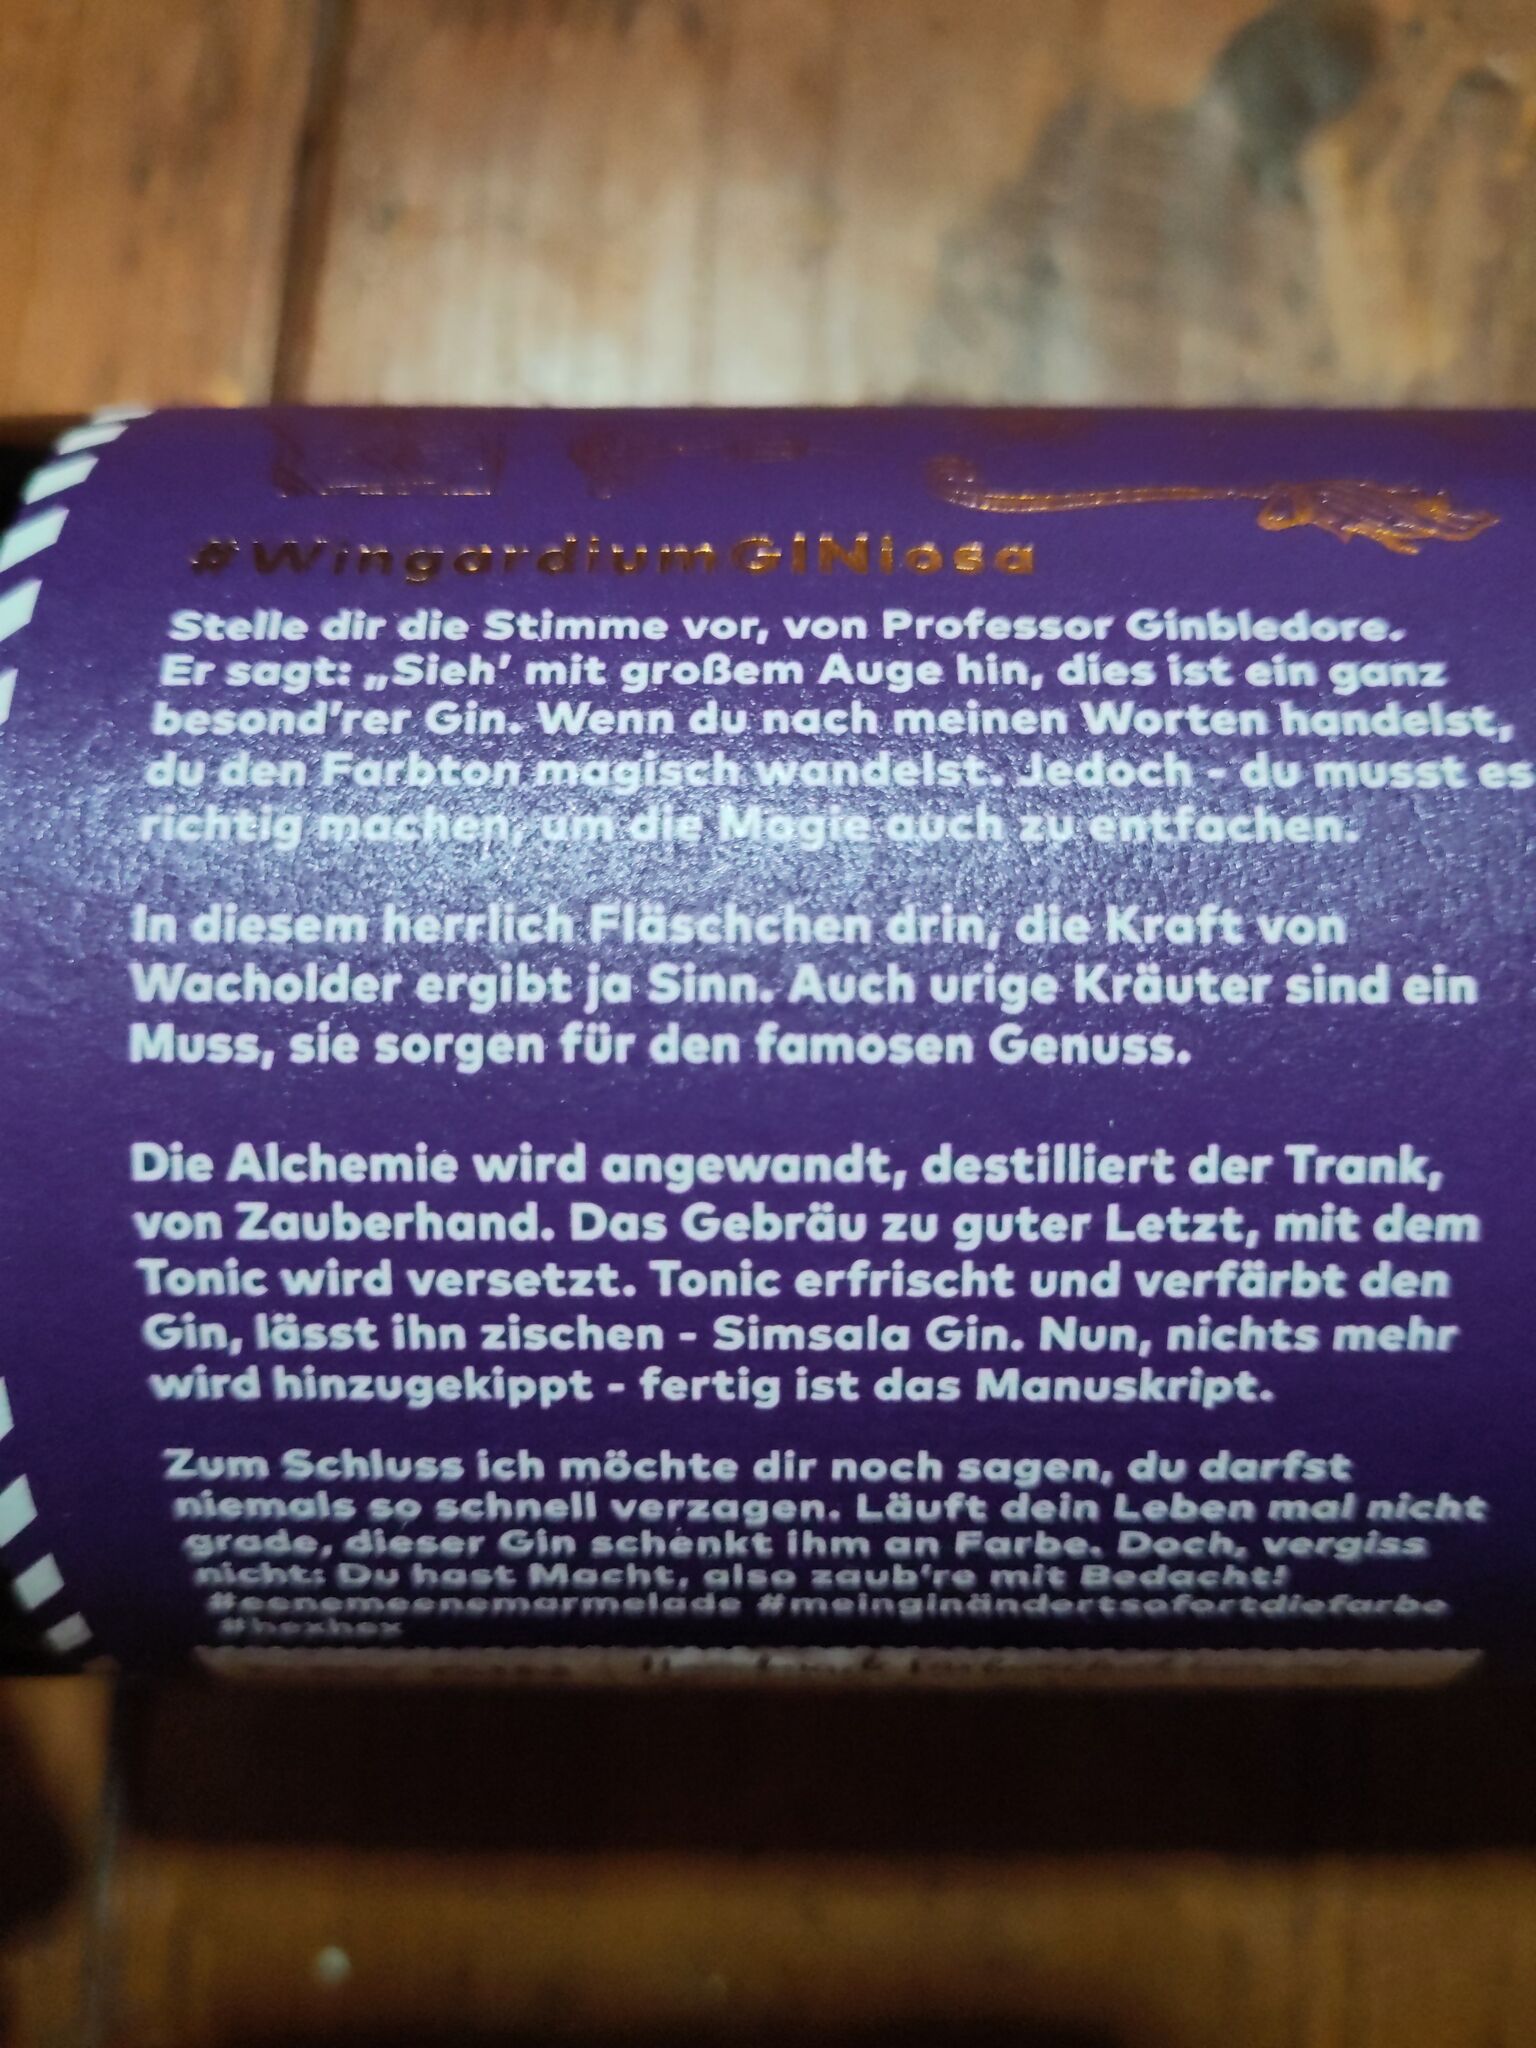 #WingardiumGINiosa
Stelle dir die Stimme vor, von Professor Ginbledore.
Er sagt: „Sieh’ mit großem Auge hin, dies ist ein ganz
besond’rer Gin. Wenn du nach meinen Worten handelst,
du den Farbton magisch wandelst. Jedoch - du musst es
richtig machen, um die Magie auch zu entfachen.
In diesem herrlich Fläschchen drin, die Kraft von
Wacholder ergibt ja Sinn. Auch urige Kräuter sind ein
Muss, sie sorgen für den famosen Genuss.
Die Alchemie wird angewandt, destilliert der Trank,
von Zauberhand. Das Gebräu zu guter Letzt, mit dem
Tonic wird versetzt. Tonic erfrischt und verfärbt den
Gin, lässt ihn zischen - Simsala Gin. Nun, nichts mehr
wird hinzugekippt - fertig ist das Manuskript.
Zum Schluss ich möchte dir noch sagen, du darfst
niemals so schnell verzagen. Läuft dein Leben mal nicht
grade, dieser Gin schenkt ihm an Farbe. Doch, vergiss
nicht: Du hast Macht, also zaub’re mit Bedacht!
#eenemeenemarmelade #meinginändertsofortdiefarbe
#hexhex